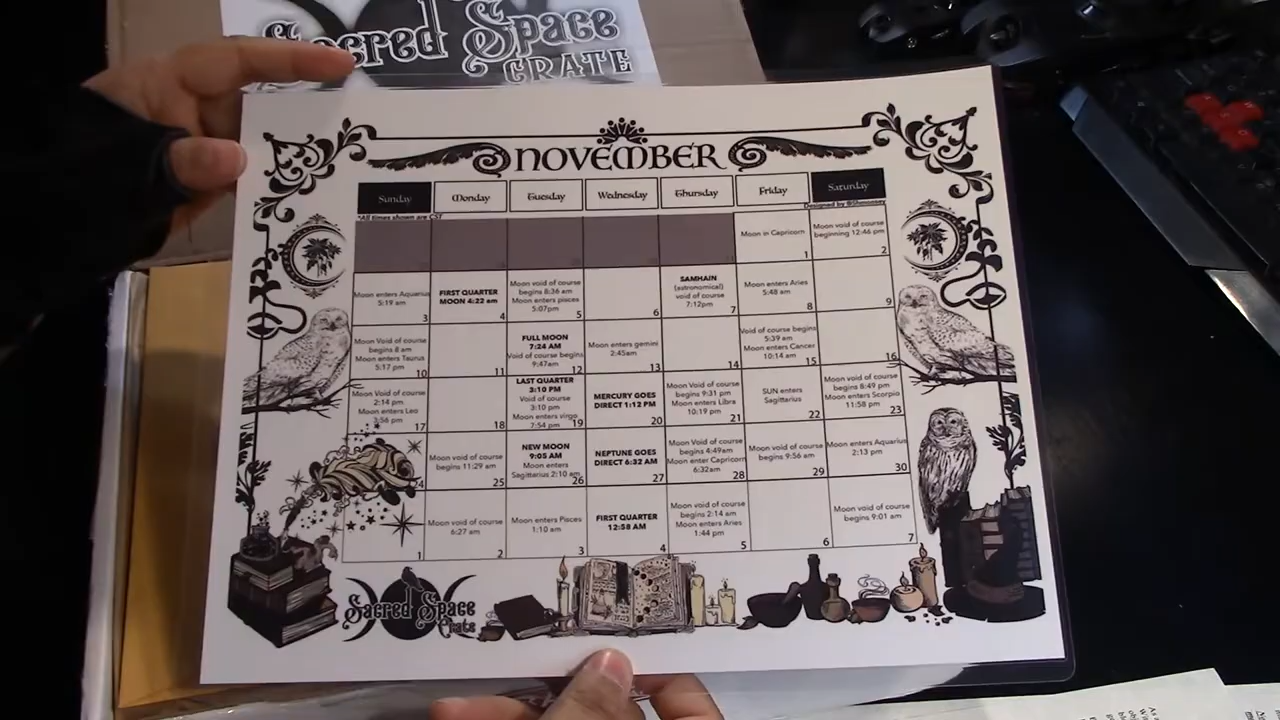 Sacred Space
CRATE
NOVEMBER
Sunday Monday Tuesday Wednesday Thursday Friday Saturday
*All times shown are CST
Designed by
Moon in Capricorn
1
Moon void of course
beginning 12:46 pm
2
Moon enters Aquarius
5:19 am
3
FIRST QUARTER
MOON 4:22 am
4
Moon void of course
begins 8:36 am
Moon enters pisces
5:07pm
5
6
SAMHAIN
(astronomical)
void of course
7:12pm
7
Moon enters Aries
5:48 am
8
9
Moon Void of course
begins 8 am
Moon enters Taurus
5:17 pm
10
11
FULL MOON
7:24 AM
Void of course begins
9:47am
12
Moon enters gemini
2:45am
13
14
Void of course begins
5:39 am
Moon enters Cancer
10:14 am
15
16
Moon Void of course
2:14 pm
Moon enters Leo
3:56 pm
17
18
LAST QUARTER
3:10 PM
Void of course
3:10 pm
Moon enters virgo
7:54 pm
19
MERCURY GOES
DIRECT 1:12 PM
20
Moon Void of course
begins 9:31 pm
Moon enters Libra
10:19 pm
21
SUN enters
Sagittarius
22
Moon void of course
begins 8:49 pm
Moon enters Scorpio
11:58 pm
23
24
Moon void of course
begins 11:29 am
25
NEW MOON
9:05 AM
Moon enters
Sagittarius 2:10 am
26
NEPTUNE GOES
DIRECT 6:32 AM
27
Moon Void of course
begins 4:49am
Moon enter Capricorn
6:32am
28
Moon void of course
begins 9:56 am
29
Moon enters Aquarius
2:13 pm
30
1
Moon void of course
6:27 am
2
Moon enters Pisces
1:10 am
3
FIRST QUARTER
12:58 AM
4
Moon void of course
begins 2:14 am
Moon enters Aries
1:44 pm
5
6
Moon void of course
begins 9:01 am
7
Sacred Space
Crate